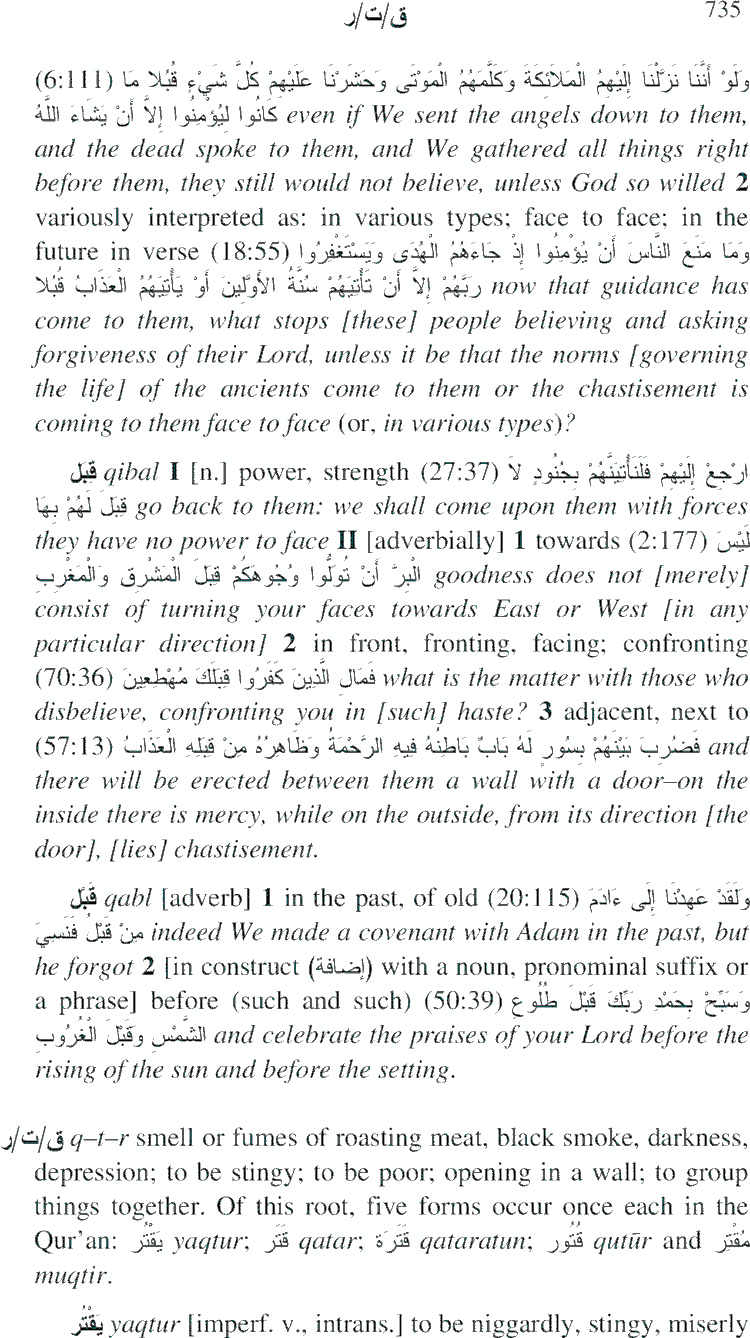 ق/ت/ر 735
(6:111) وَلَوْ أَنَّنَا نَزَّلْنَا إِلَيْهِمُ الْمَلاَئِكَةَ وَكَلَّمَهُمُ الْمَوْتَى وَحَشَرْنَا عَلَيْهِمْ كُلَّ شَيْءٍ قُبُلا مَا
كَانُوا لِيُؤْمِنُوا إِلاَّ أَنْ يَشَاءَ اللَّهُ even if We sent the angels down to them,
and the dead spoke to them, and We gathered all things right
before them, they still would not believe, unless God so willed 2
variously interpreted as: in various types; face to face; in the
future in verse (18:55) وَمَا مَنَعَ النَّاسَ أَنْ يُؤْمِنُوا إِذْ جَاءَهُمُ الْهُدَى وَيَسْتَغْفِرُوا
رَبَّهُمْ إِلاَّ أَنْ تَأْتِيَهُمْ سُنَّةُ الأَوَّلِينَ أَوْ يَأْتِيَهُمُ الْعَذَابُ قُبُلا now that guidance has
come to them, what stops [these] people believing and asking
forgiveness of their Lord, unless it be that the norms [governing
the life] of the ancients come to them or the chastisement is
coming to them face to face (or, in various types)?
قِبَل qibal I [n.] power, strength (27:37) ارْجِعْ إِلَيْهِمْ فَلَنَأْتِيَنَّهُمْ بِجُنُودٍ لاَ
قِبَلَ لَهُمْ بِهَا go back to them: we shall come upon them with forces
they have no power to face II [adverbially] 1 towards (2:177) لَيْسَ
الْبِرَّ أَنْ تُوَلُّوا وُجُوهَكُمْ قِبَلَ الْمَشْرِقِ وَالْمَغْرِبِ goodness does not [merely]
consist of turning your faces towards East or West [in any
particular direction] 2 in front, fronting, facing; confronting
(70:36) فَمَالِ الَّذِينَ كَفَرُوا قِبَلَكَ مُهْطِعِينَ what is the matter with those who
disbelieve, confronting you in [such] haste? 3 adjacent, next to
(57:13) فَضُرِبَ بَيْنَهُمْ بِسُورٍ لَهُ بَابٌ بَاطِنُهُ فِيهِ الرَّحْمَةُ وَظَاهِرُهُ مِنْ قِبَلِهِ الْعَذَابُ and
there will be erected between them a wall with a door–on the
inside there is mercy, while on the outside, from its direction [the
door], [lies] chastisement.
قَبْل qabl [adverb] 1 in the past, of old (20:115) وَلَقَدْ عَهِدْنَا إِلَى ءَادَمَ
مِنْ قَبْلُ فَنَسِيَ indeed We made a covenant with Adam in the past, but
he forgot 2 [in construct (إضافة) with a noun, pronominal suffix or
a phrase] before (such and such) (50:39) وَسَبِّحْ بِحَمْدِ رَبِّكَ قَبْلَ طُلُوعِ
الشَّمْسِ وَقَبْلَ الْغُرُوبِ and celebrate the praises of your Lord before the
rising of the sun and before the setting.
ق/ت/ر q–t–r smell or fumes of roasting meat, black smoke, darkness,
depression; to be stingy; to be poor; opening in a wall; to group
things together. Of this root, five forms occur once each in the
Qur’an: يَقْتُر yaqtur; قَتَر qatar; قَتَرَة qataratun; قَتُور qutūr and مُقْتِر
muqtir.
يَقْتُر yaqtur [imperf. v., intrans.] to be niggardly, stingy, miserly